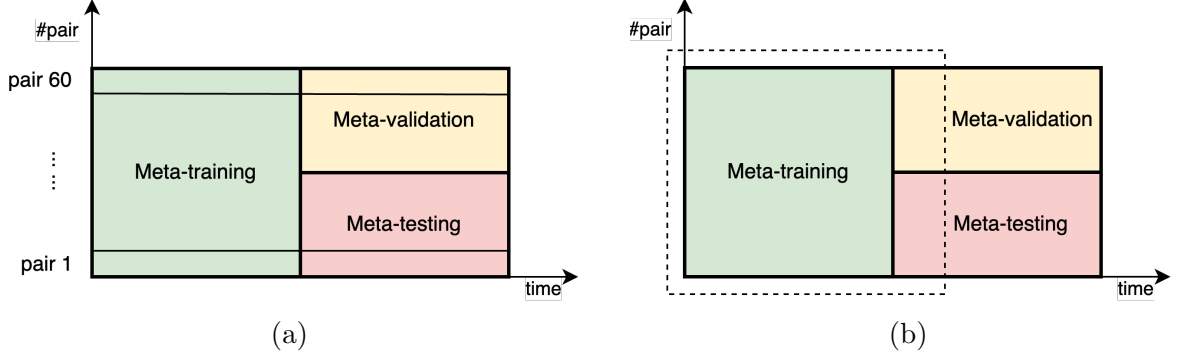 #pair
pair 60
Meta-validation
Meta-training
Meta-testing
pair 1
time
(a)
#pair
Meta-validation
Meta-training
Meta-testing
time
(b)